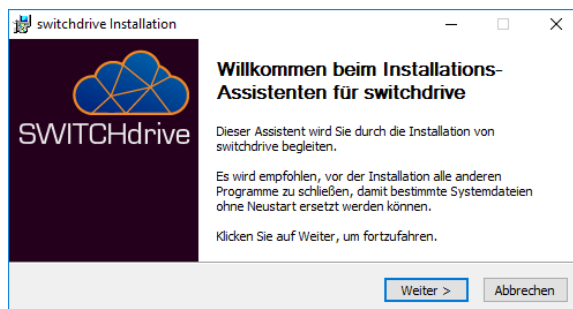 switchdrive Installation
SWITCHdrive
Willkommen beim Installations-
Assistenten für switchdrive
Dieser Assistent wird Sie durch die Installation von
switchdrive begleiten.
Es wird empfohlen, vor der Installation alle anderen
Programme zu schließen, damit bestimmte Systemdateien
ohne Neustart ersetzt werden können.
Klicken Sie auf Weiter, um fortzufahren.
Weiter >
Abbrechen